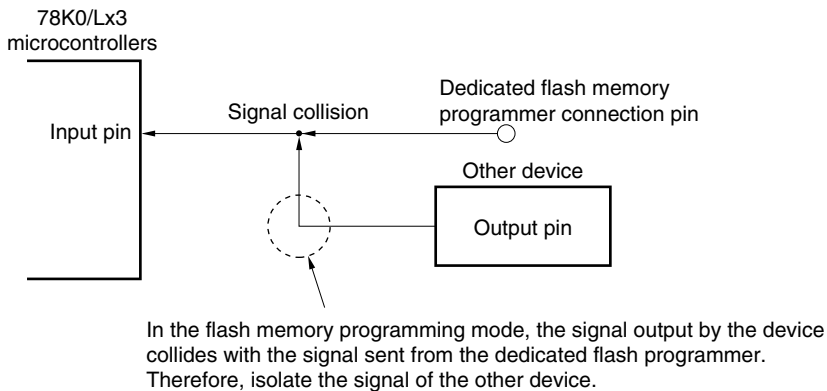 78K0/Lx3
microcontrollers
Dedicated flash memory
programmer connection pin
Signal collision
Input pin
Other device
Output pin
In the flash memory programming mode, the signal output by the device
collides with the signal sent from the dedicated flash programmer.
Therefore, isolate the signal of the other device.